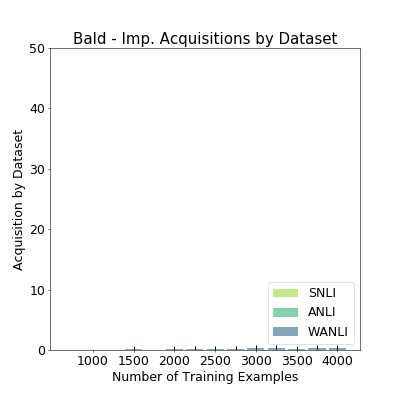 Bald - Imp. Acquisitions by Dataset
50
40
30
20
10
0
Acquisition by Dataset
SNLI
ANLI
WANLI
1000 1500 2000 2500 3000 3500 4000
Number of Training Examples